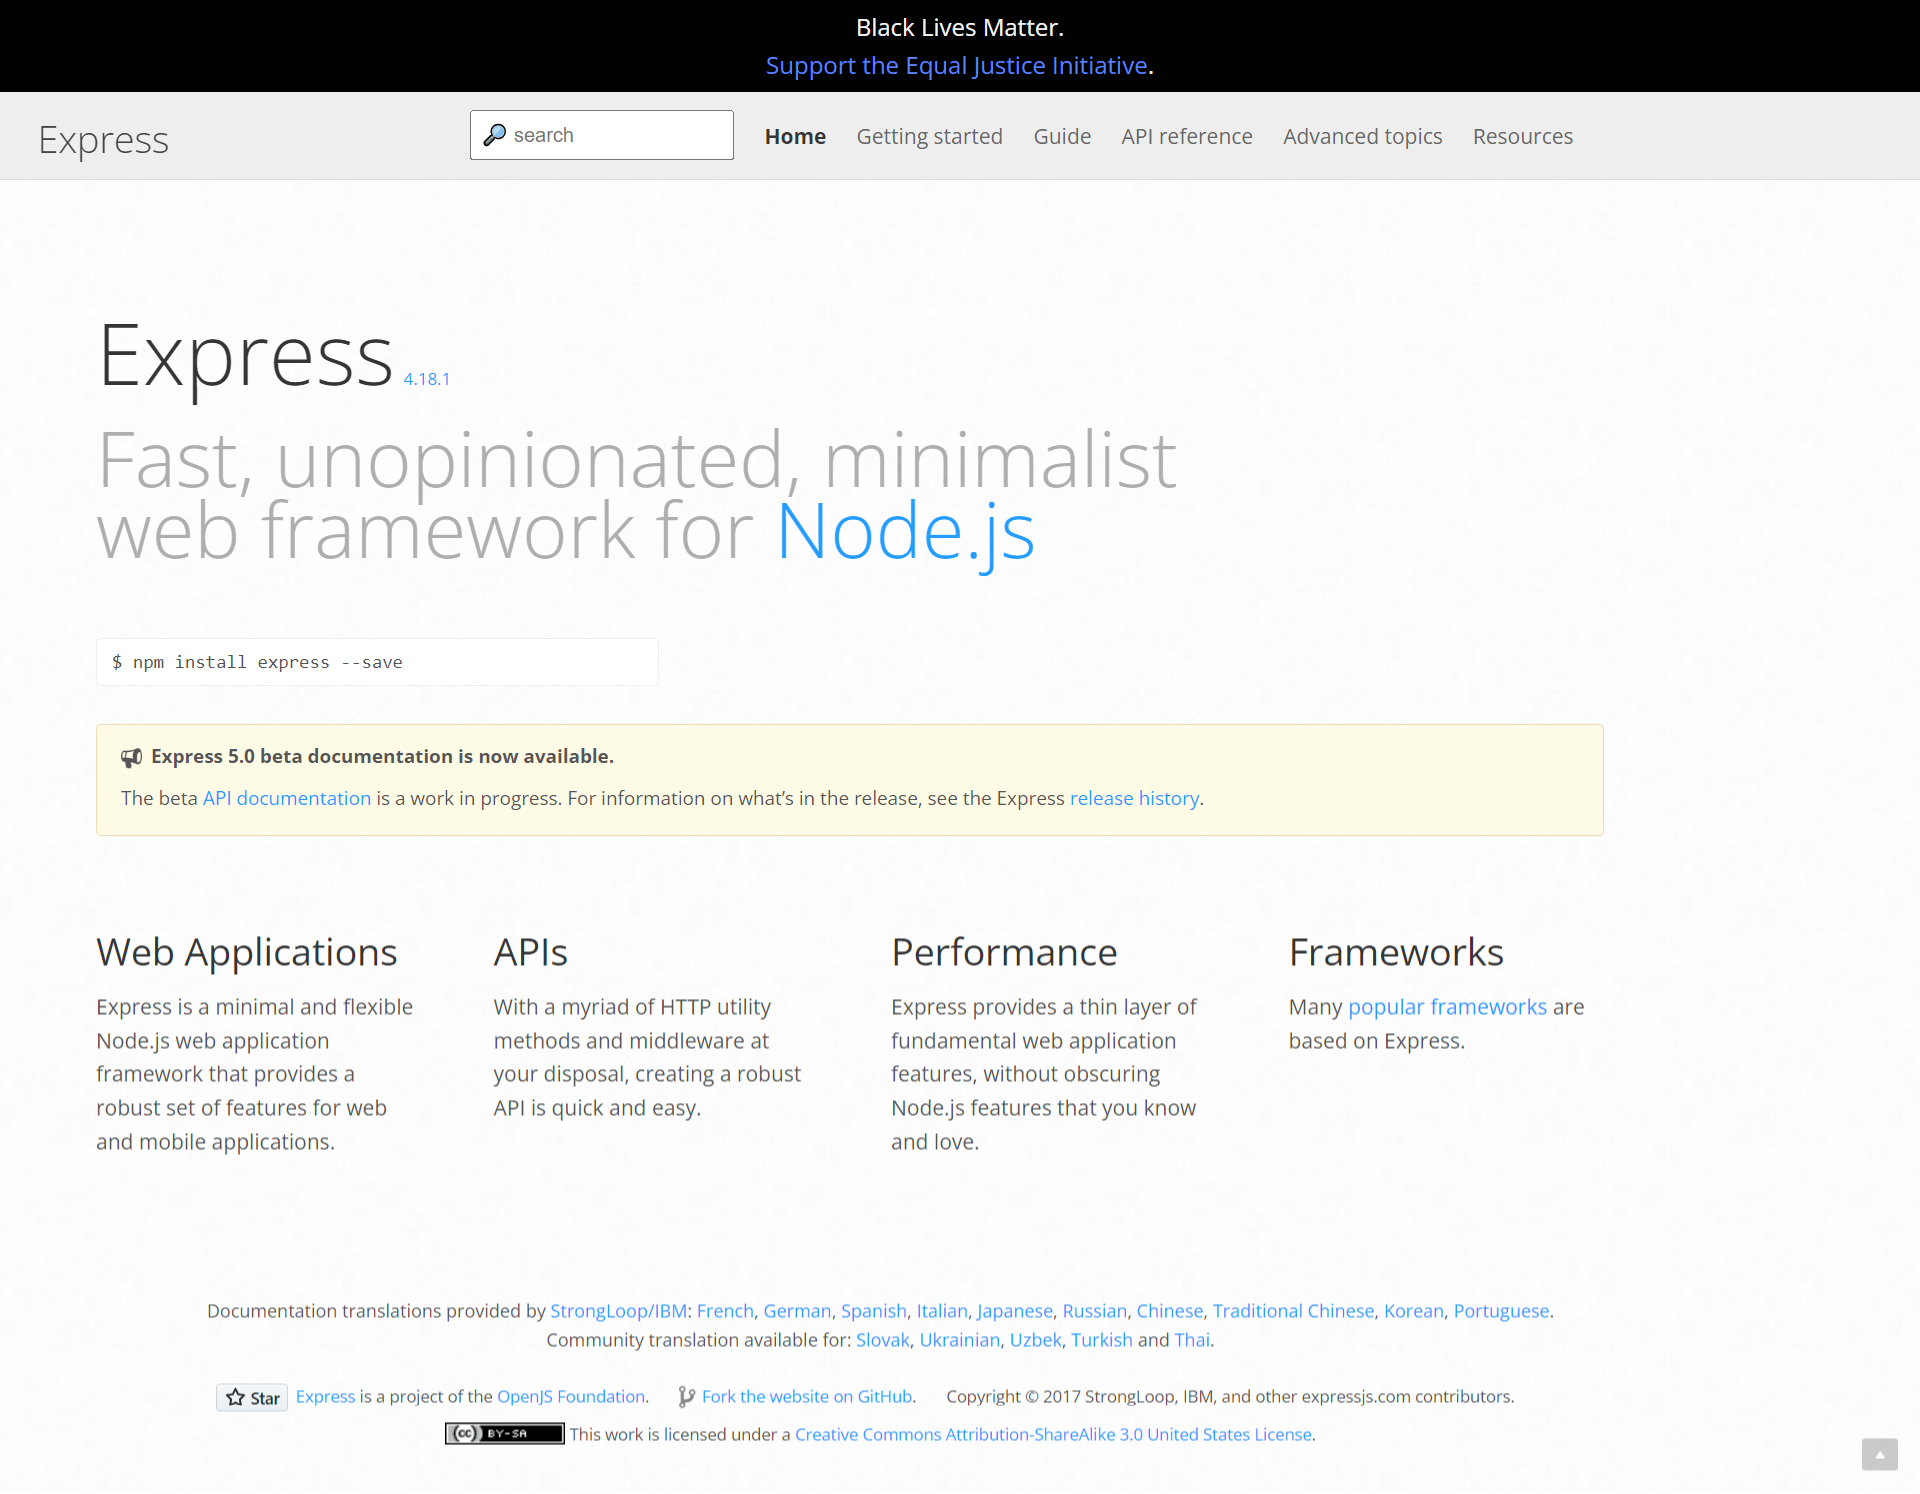 Black Lives Matter.
Support the Equal Justice Initiative.
Express
search
Home Getting started Guide API reference Advanced topics Resources
Express 4.18.1
Fast, unopinionated, minimalist
web framework for Node.js
$ npm install express --save
Express 5.0 beta documentation is now available.
The beta API documentation is a work in progress. For information on what’s in the release, see the Express release history.
Web Applications
Express is a minimal and flexible
Node.js web application
framework that provides a
robust set of features for web
and mobile applications.
APIs
With a myriad of HTTP utility
methods and middleware at
your disposal, creating a robust
API is quick and easy.
Performance
Express provides a thin layer of
fundamental web application
features, without obscuring
Node.js features that you know
and love.
Frameworks
Many popular frameworks are
based on Express.
Documentation translations provided by StrongLoop/IBM: French, German, Spanish, Italian, Japanese, Russian, Chinese, Traditional Chinese, Korean, Portuguese.
Community translation available for: Slovak, Ukrainian, Uzbek, Turkish and Thai.
Star Express is a project of the OpenJS Foundation. Fork the website on GitHub. Copyright © 2017 StrongLoop, IBM, and other expressjs.com contributors.
(cc) BY-SA This work is licensed under a Creative Commons Attribution-ShareAlike 3.0 United States License.